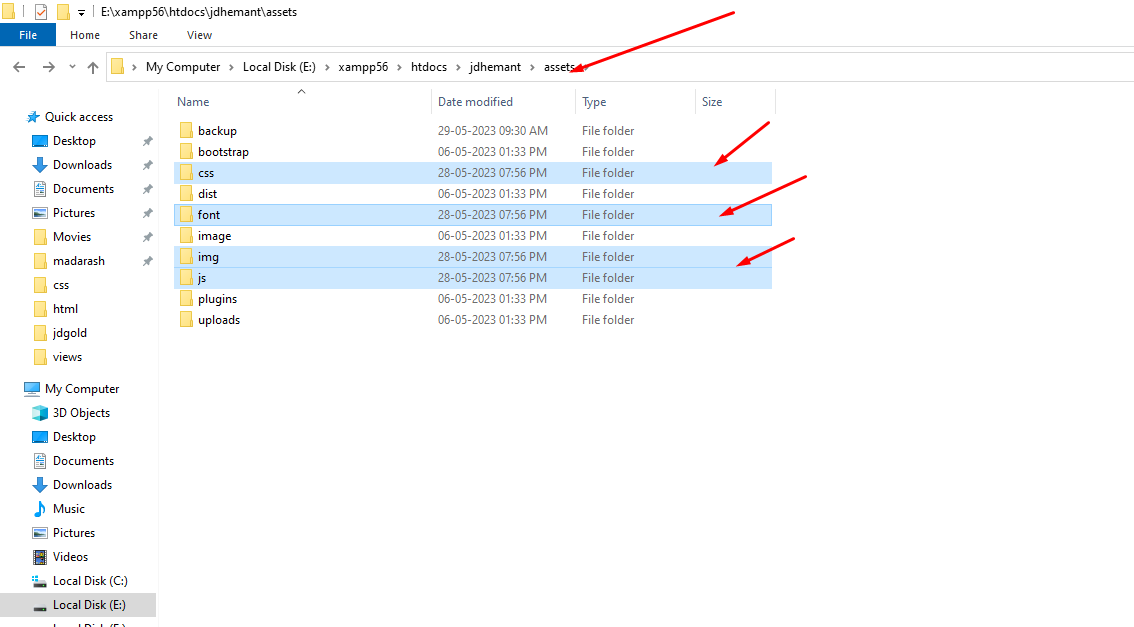 E:\xampp56\htdocs\jdhemant\assets
File Home Share View
My Computer Local Disk (E:) xampp56 htdocs jdhemant assets
Name Date modified Type Size
Quick access
Desktop
Downloads
Documents
Pictures
Movies
madarash
css
html
jdgold
views
My Computer
3D Objects
Desktop
Documents
Downloads
Music
Pictures
Videos
Local Disk (C:)
Local Disk (E:)
backup 29-05-2023 09:30 AM File folder
bootstrap 06-05-2023 01:33 PM File folder
css 28-05-2023 07:56 PM File folder
dist 06-05-2023 01:33 PM File folder
font 28-05-2023 07:56 PM File folder
image 06-05-2023 01:33 PM File folder
img 28-05-2023 07:56 PM File folder
js 28-05-2023 07:56 PM File folder
plugins 06-05-2023 01:33 PM File folder
uploads 06-05-2023 01:33 PM File folder